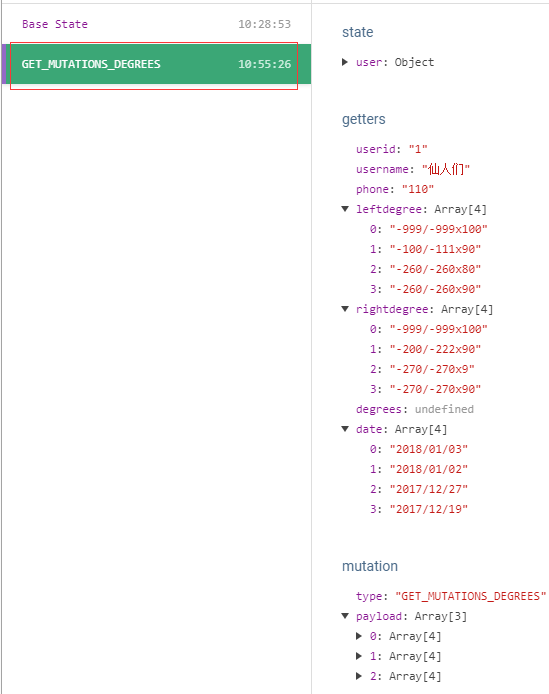 Base State 10:28:53
GET_MUTATIONS_DEGREES 10:55:26
state
user: Object
getters
userid: "1"
username: "仙人们"
phone: "110"
leftdegree: Array[4]
0: "-999/-999x100"
1: "-100/-111x90"
2: "-260/-260x80"
3: "-260/-260x90"
rightdegree: Array[4]
0: "-999/-999x100"
1: "-200/-222x90"
2: "-270/-270x9"
3: "-270/-270x90"
degrees: undefined
date: Array[4]
0: "2018/01/03"
1: "2018/01/02"
2: "2017/12/27"
3: "2017/12/19"
mutation
type: "GET_MUTATIONS_DEGREES"
payload: Array[3]
0: Array[4]
1: Array[4]
2: Array[4]